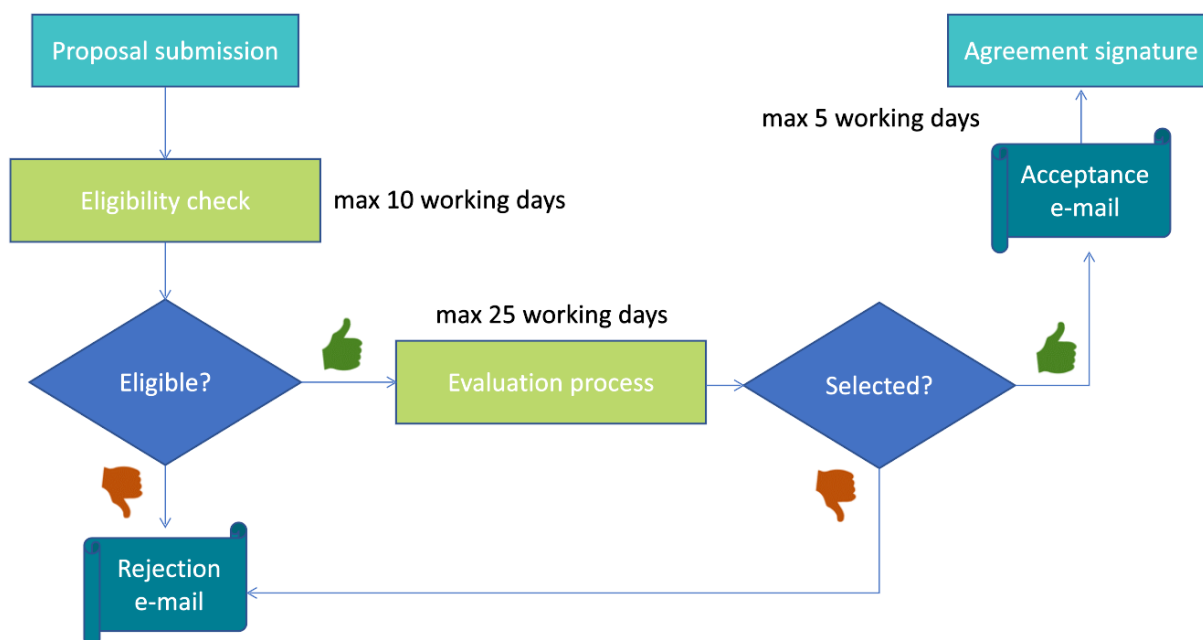 Proposal submission
Agreement signature
max 5 working days
Acceptance
e-mail
Eligibility check
max 10 working days
max 25 working days
Eligible?
Evaluation process
Selected?
Rejection
e-mail